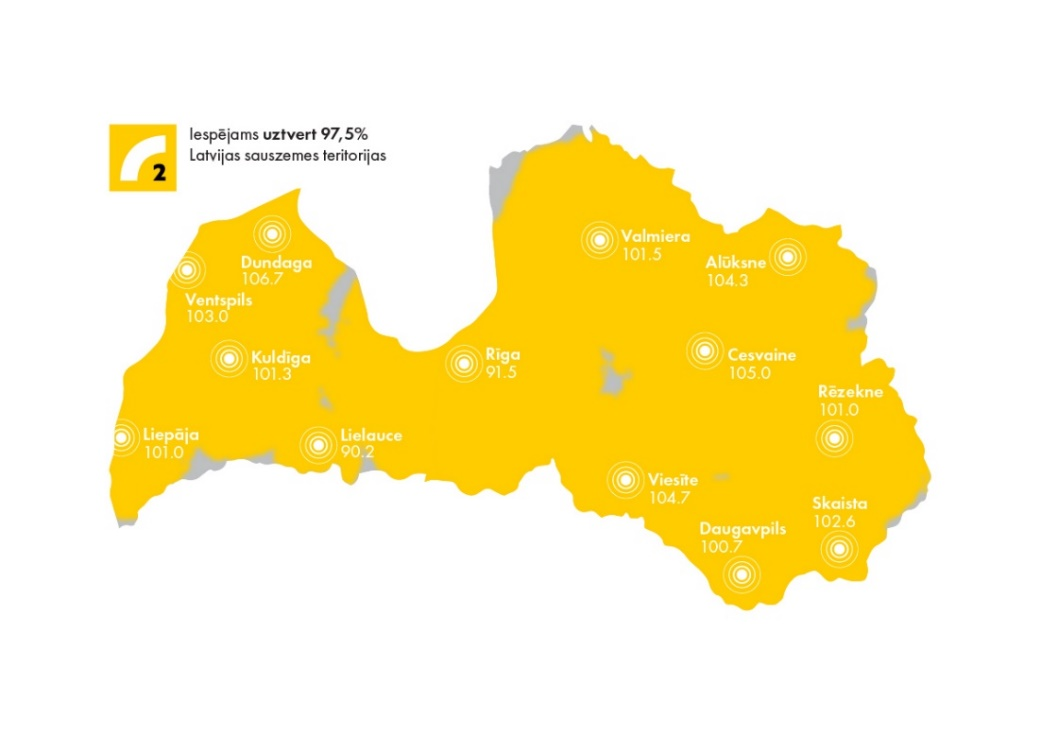 2
Iespējams uztvert 97,5%
Latvijas sauszemes teritorijas
Dundaga
106.7
Ventspils
103.0
Valmiera
101.5
Alūksne
104.3
Kuldīga
101.3
Rīga
91.5
Cesvaine
105.0
Rēzekne
101.0
Liepāja
101.0
Lielauce
90.2
Viesīte
104.7
Skaista
102.6
Daugavpils
100.7